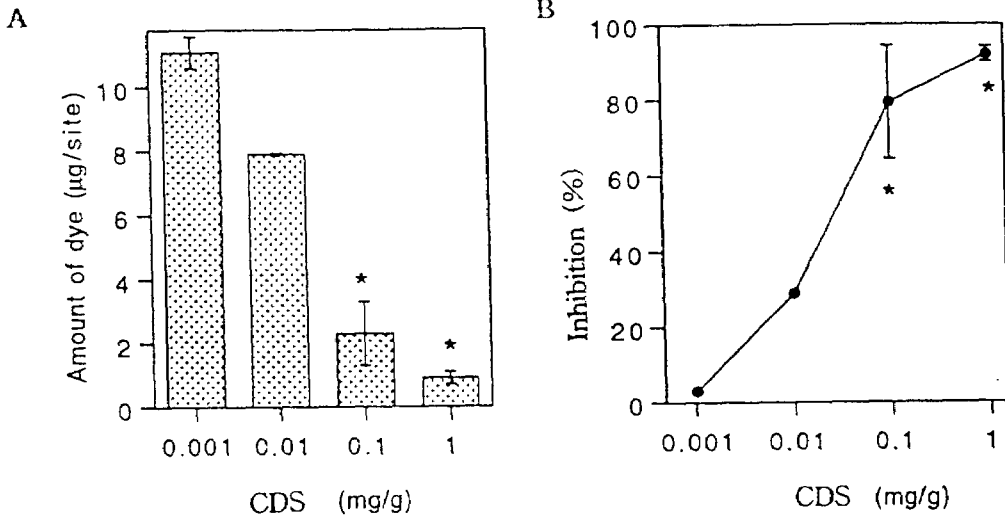 A
Amount of dye (μg/site)
10
8
6
4
2
0
*
*
0.001 0.01 0.1 1
CDS (mg/g)
B
Inhibition (%)
100
80
60
40
20
0
*
*
0.001 0.01 0.1 1
CDS (mg/g)